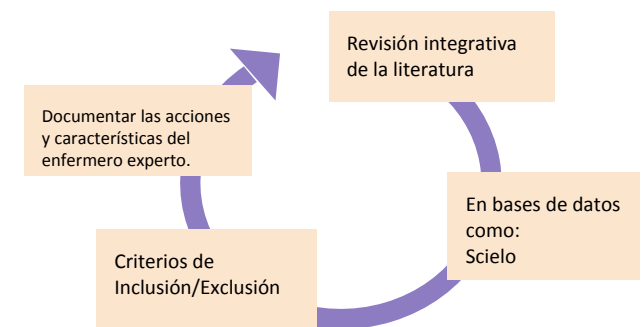 Revisión integrativa
de la literatura
En bases de datos
como:
Scielo
Criterios de
Inclusión/Exclusión
Documentar las acciones
y características del
enfermero experto.